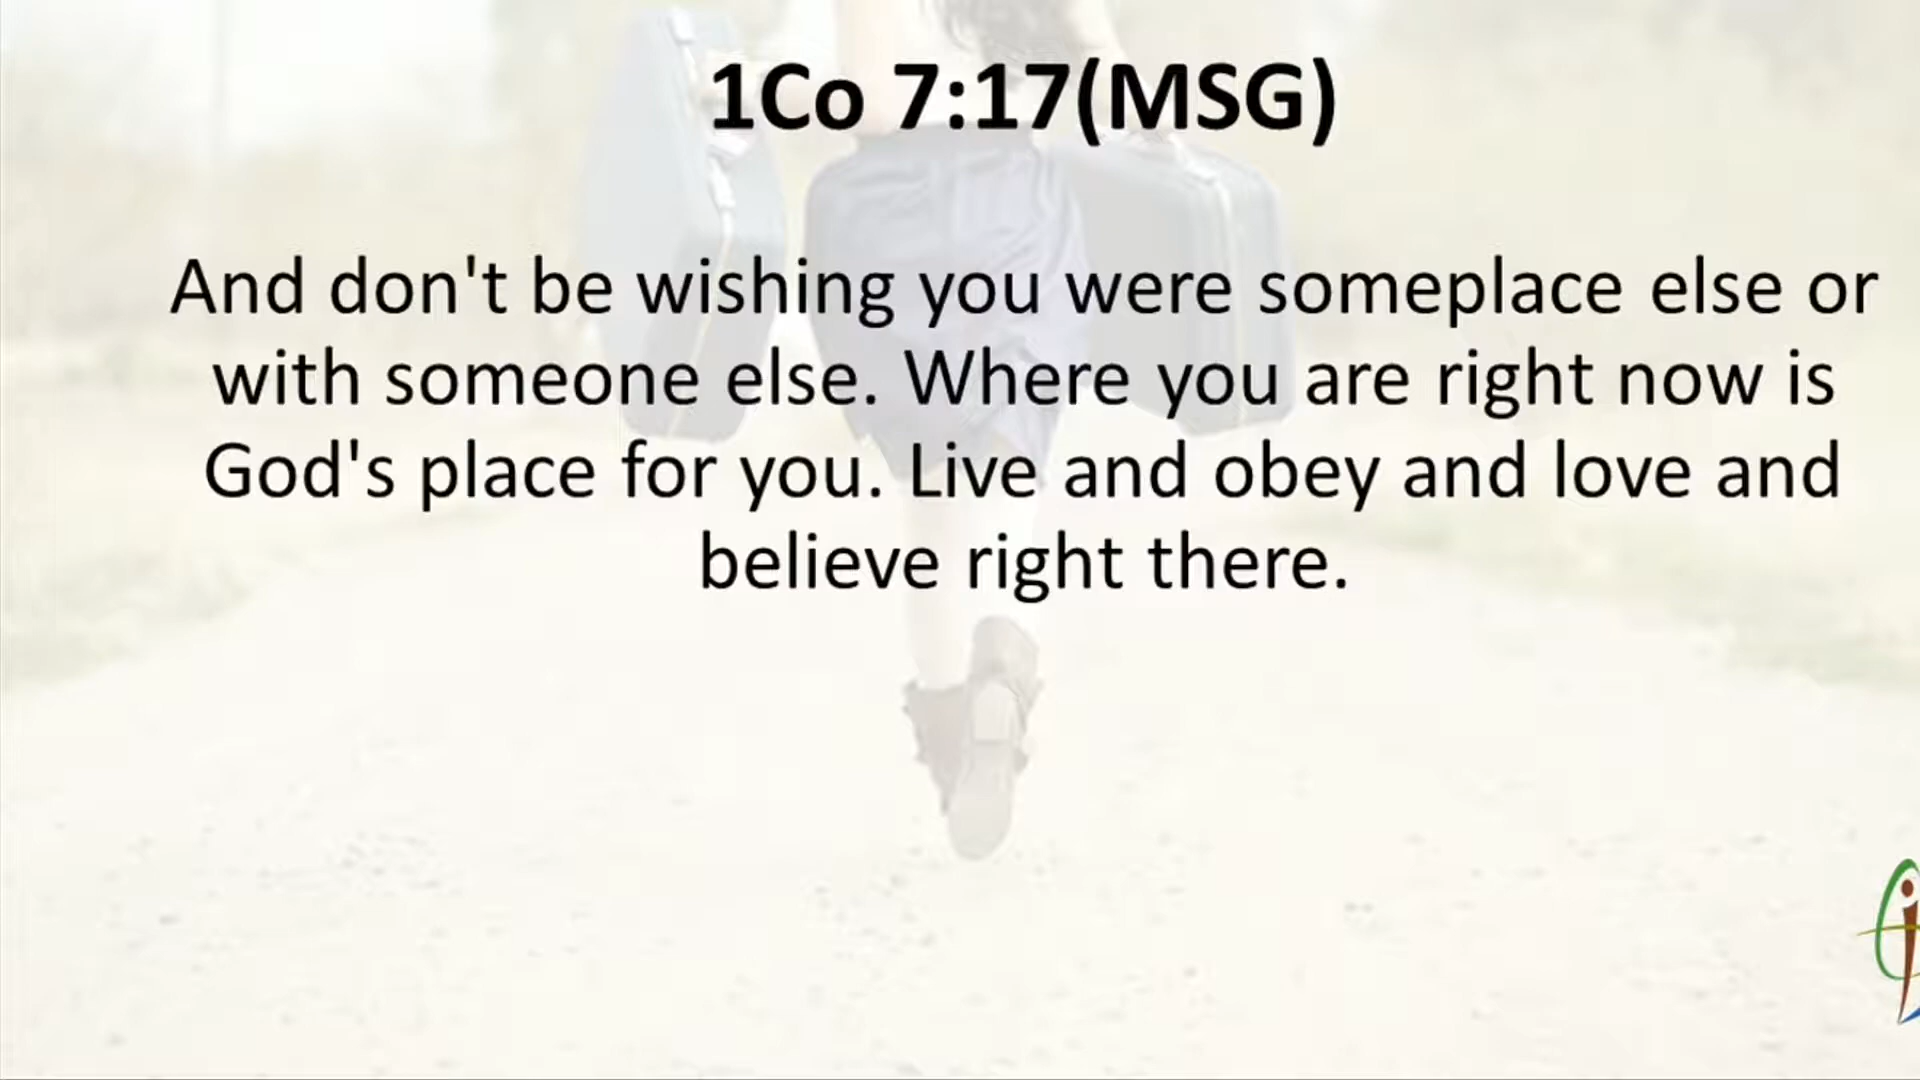 1Co 7:17(MSG)
And don't be wishing you were someplace else or
with someone else. Where you are right now is
God's place for you. Live and obey and love and
believe right there.